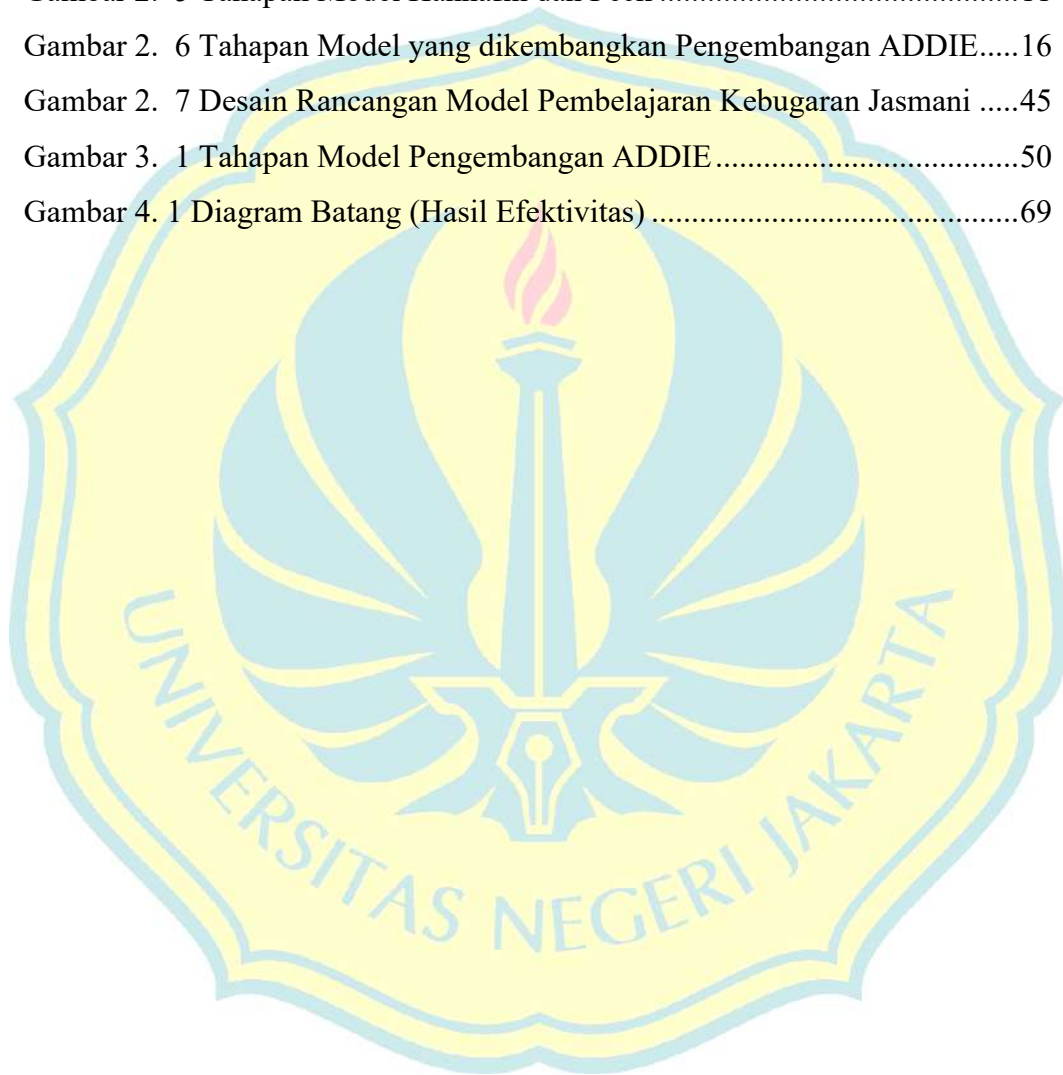 Gambar 2. 6 Tahapan Model yang dikembangkan Pengembangan ADDIE.....16
Gambar 2. 7 Desain Rancangan Model Pembelajaran Kebugaran Jasmani .....45
Gambar 3. 1 Tahapan Model Pengembangan ADDIE...................................50
Gambar 4. 1 Diagram Batang (Hasil Efektivitas) ..........................................69
UNIVERSITAS NEGERI JAKARTA